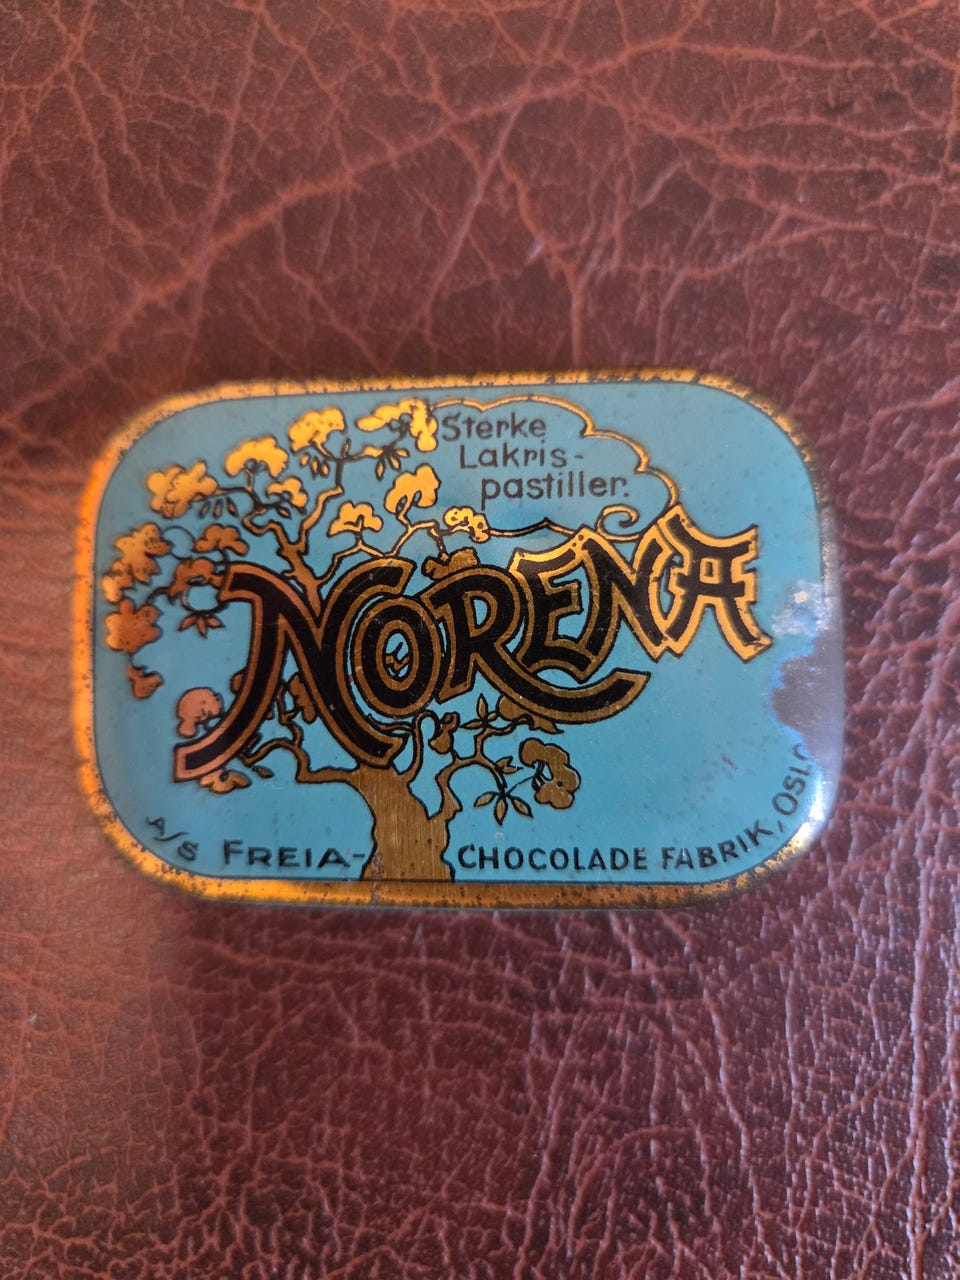 Sterke
Lakris-
pastiller.
NORENA
A/S FREIA-CHOCOLADE FABRIK, OSLO